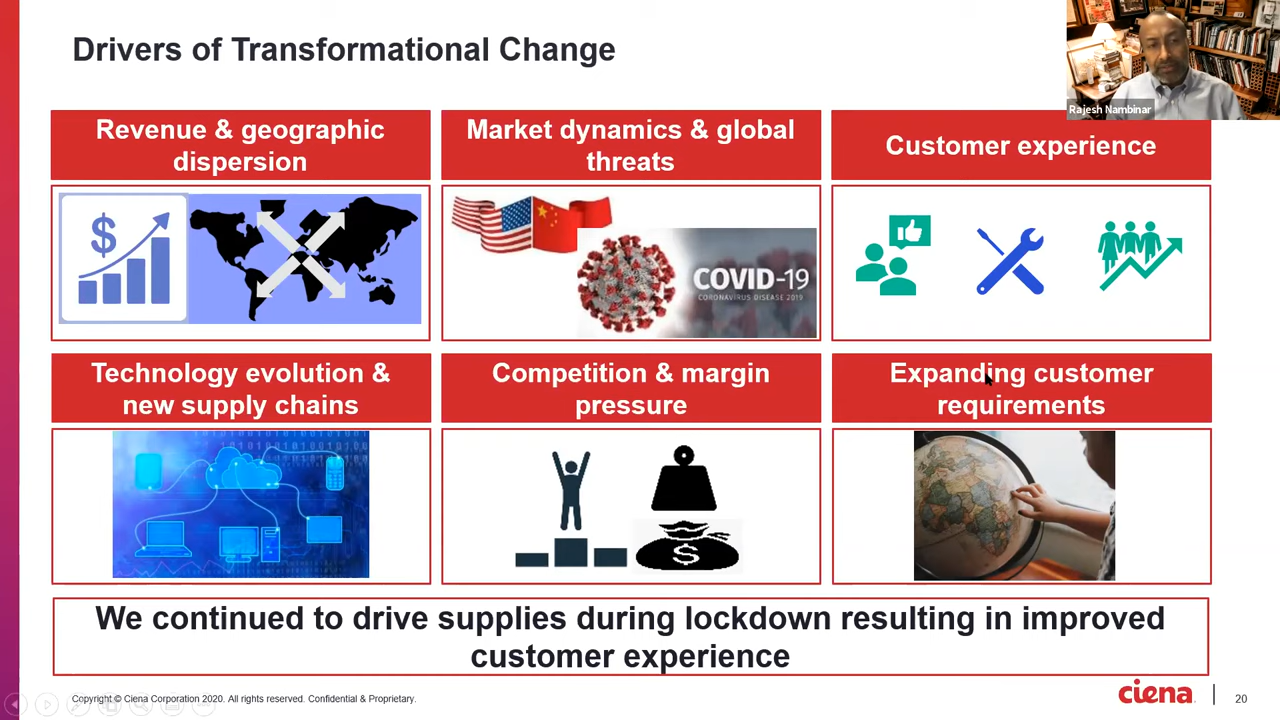 Drivers of Transformational Change
Rajesh Nambinar
Revenue & geographic
dispersion
Market dynamics & global
threats
Customer experience
$
COVID-19
CORONAVIRUS DISEASE 2019
Technology evolution &
new supply chains
Competition & margin
pressure
Expanding customer
requirements
$
We continued to drive supplies during lockdown resulting in improved
customer experience
Copyright © Ciena Corporation 2020. All rights reserved. Confidential & Proprietary.
ciena
20